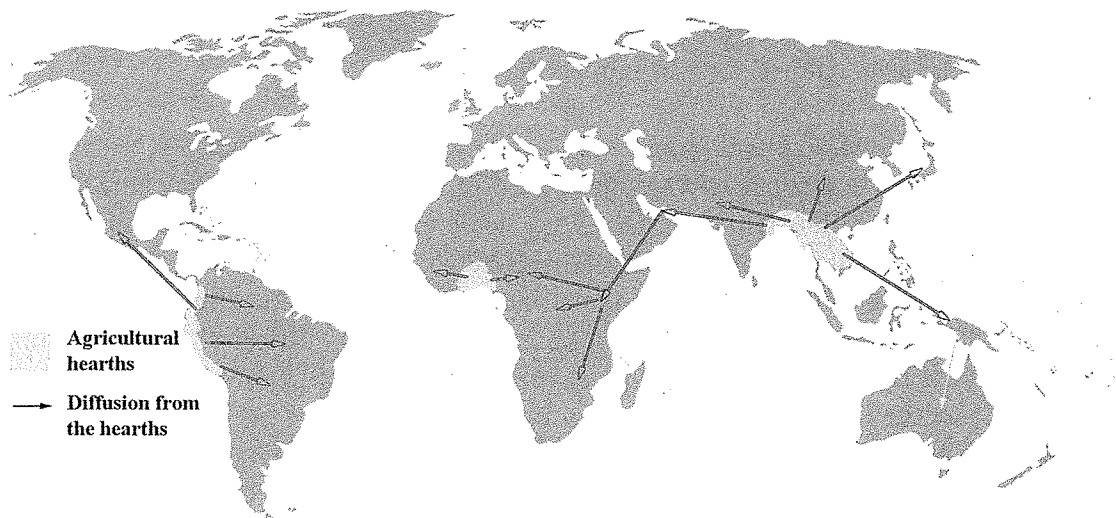 Agricultural
hearths
Diffusion from
the hearths